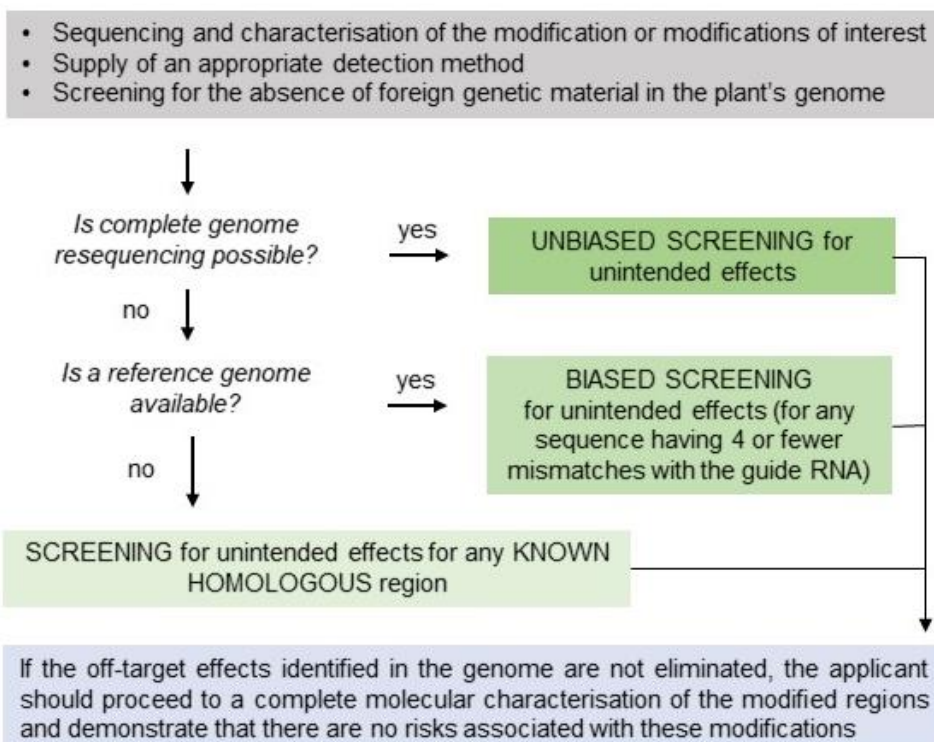 • Sequencing and characterisation of the modification or modifications of interest
• Supply of an appropriate detection method
• Screening for the absence of foreign genetic material in the plant's genome
Is complete genome
resequencing possible?
yes
UNBIASED SCREENING for
unintended effects
no
Is a reference genome
available?
yes
BIASED SCREENING
for unintended effects (for any
sequence having 4 or fewer
mismatches with the guide RNA)
no
SCREENING for unintended effects for any KNOWN
HOMOLOGOUS region
If the off-target effects identified in the genome are not eliminated, the applicant
should proceed to a complete molecular characterisation of the modified regions
and demonstrate that there are no risks associated with these modifications